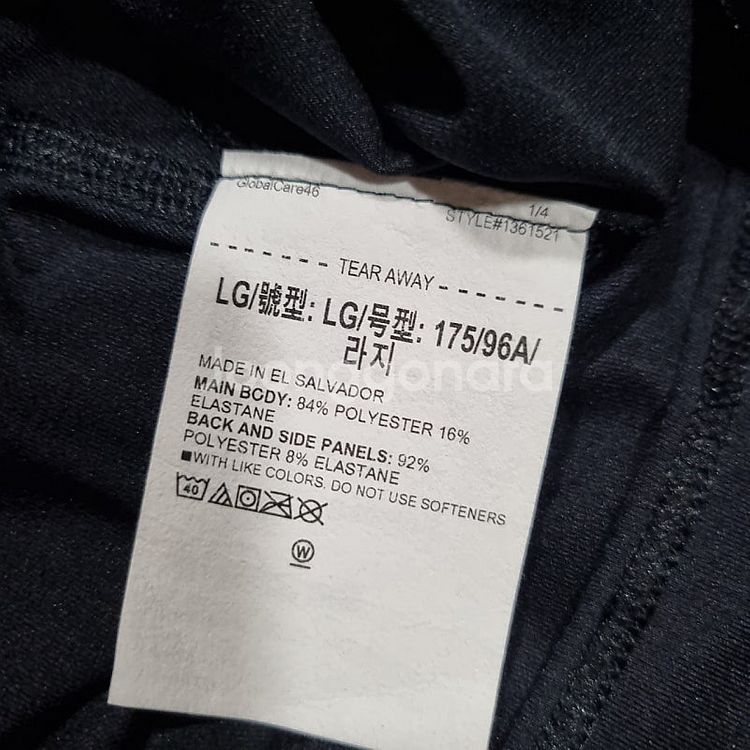 GlobalCare46
1/4
STYLE#1361521
TEAR AWAY
LG/號型: LG/号型: 175/96A/
라지
MADE IN EL SALVADOR
MAIN BODY: 84% POLYESTER 16%
ELASTANE
BACK AND SIDE PANELS: 92%
POLYESTER 8% ELASTANE
■WITH LIKE COLORS, DO NOT USE SOFTENERS
40
W